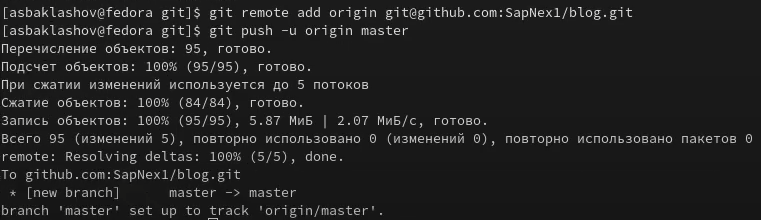 [asbaklashov@fedora git]$ git remote add origin git@github.com:SapNex1/blog.git
[asbaklashov@fedora git]$ git push -u origin master
Перечисление объектов: 95, готово.
Подсчет объектов: 100% (95/95), готово.
При сжатии изменений используется до 5 потоков
Сжатие объектов: 100% (84/84), готово.
Запись объектов: 100% (95/95), 5.87 МиБ | 2.07 МиБ/с, готово.
Всего 95 (изменений 5), повторно использовано 0 (изменений 0), повторно использовано пакетов 0
remote: Resolving deltas: 100% (5/5), done.
To github.com:SapNex1/blog.git
 * [new branch]      master -> master
branch 'master' set up to track 'origin/master'.